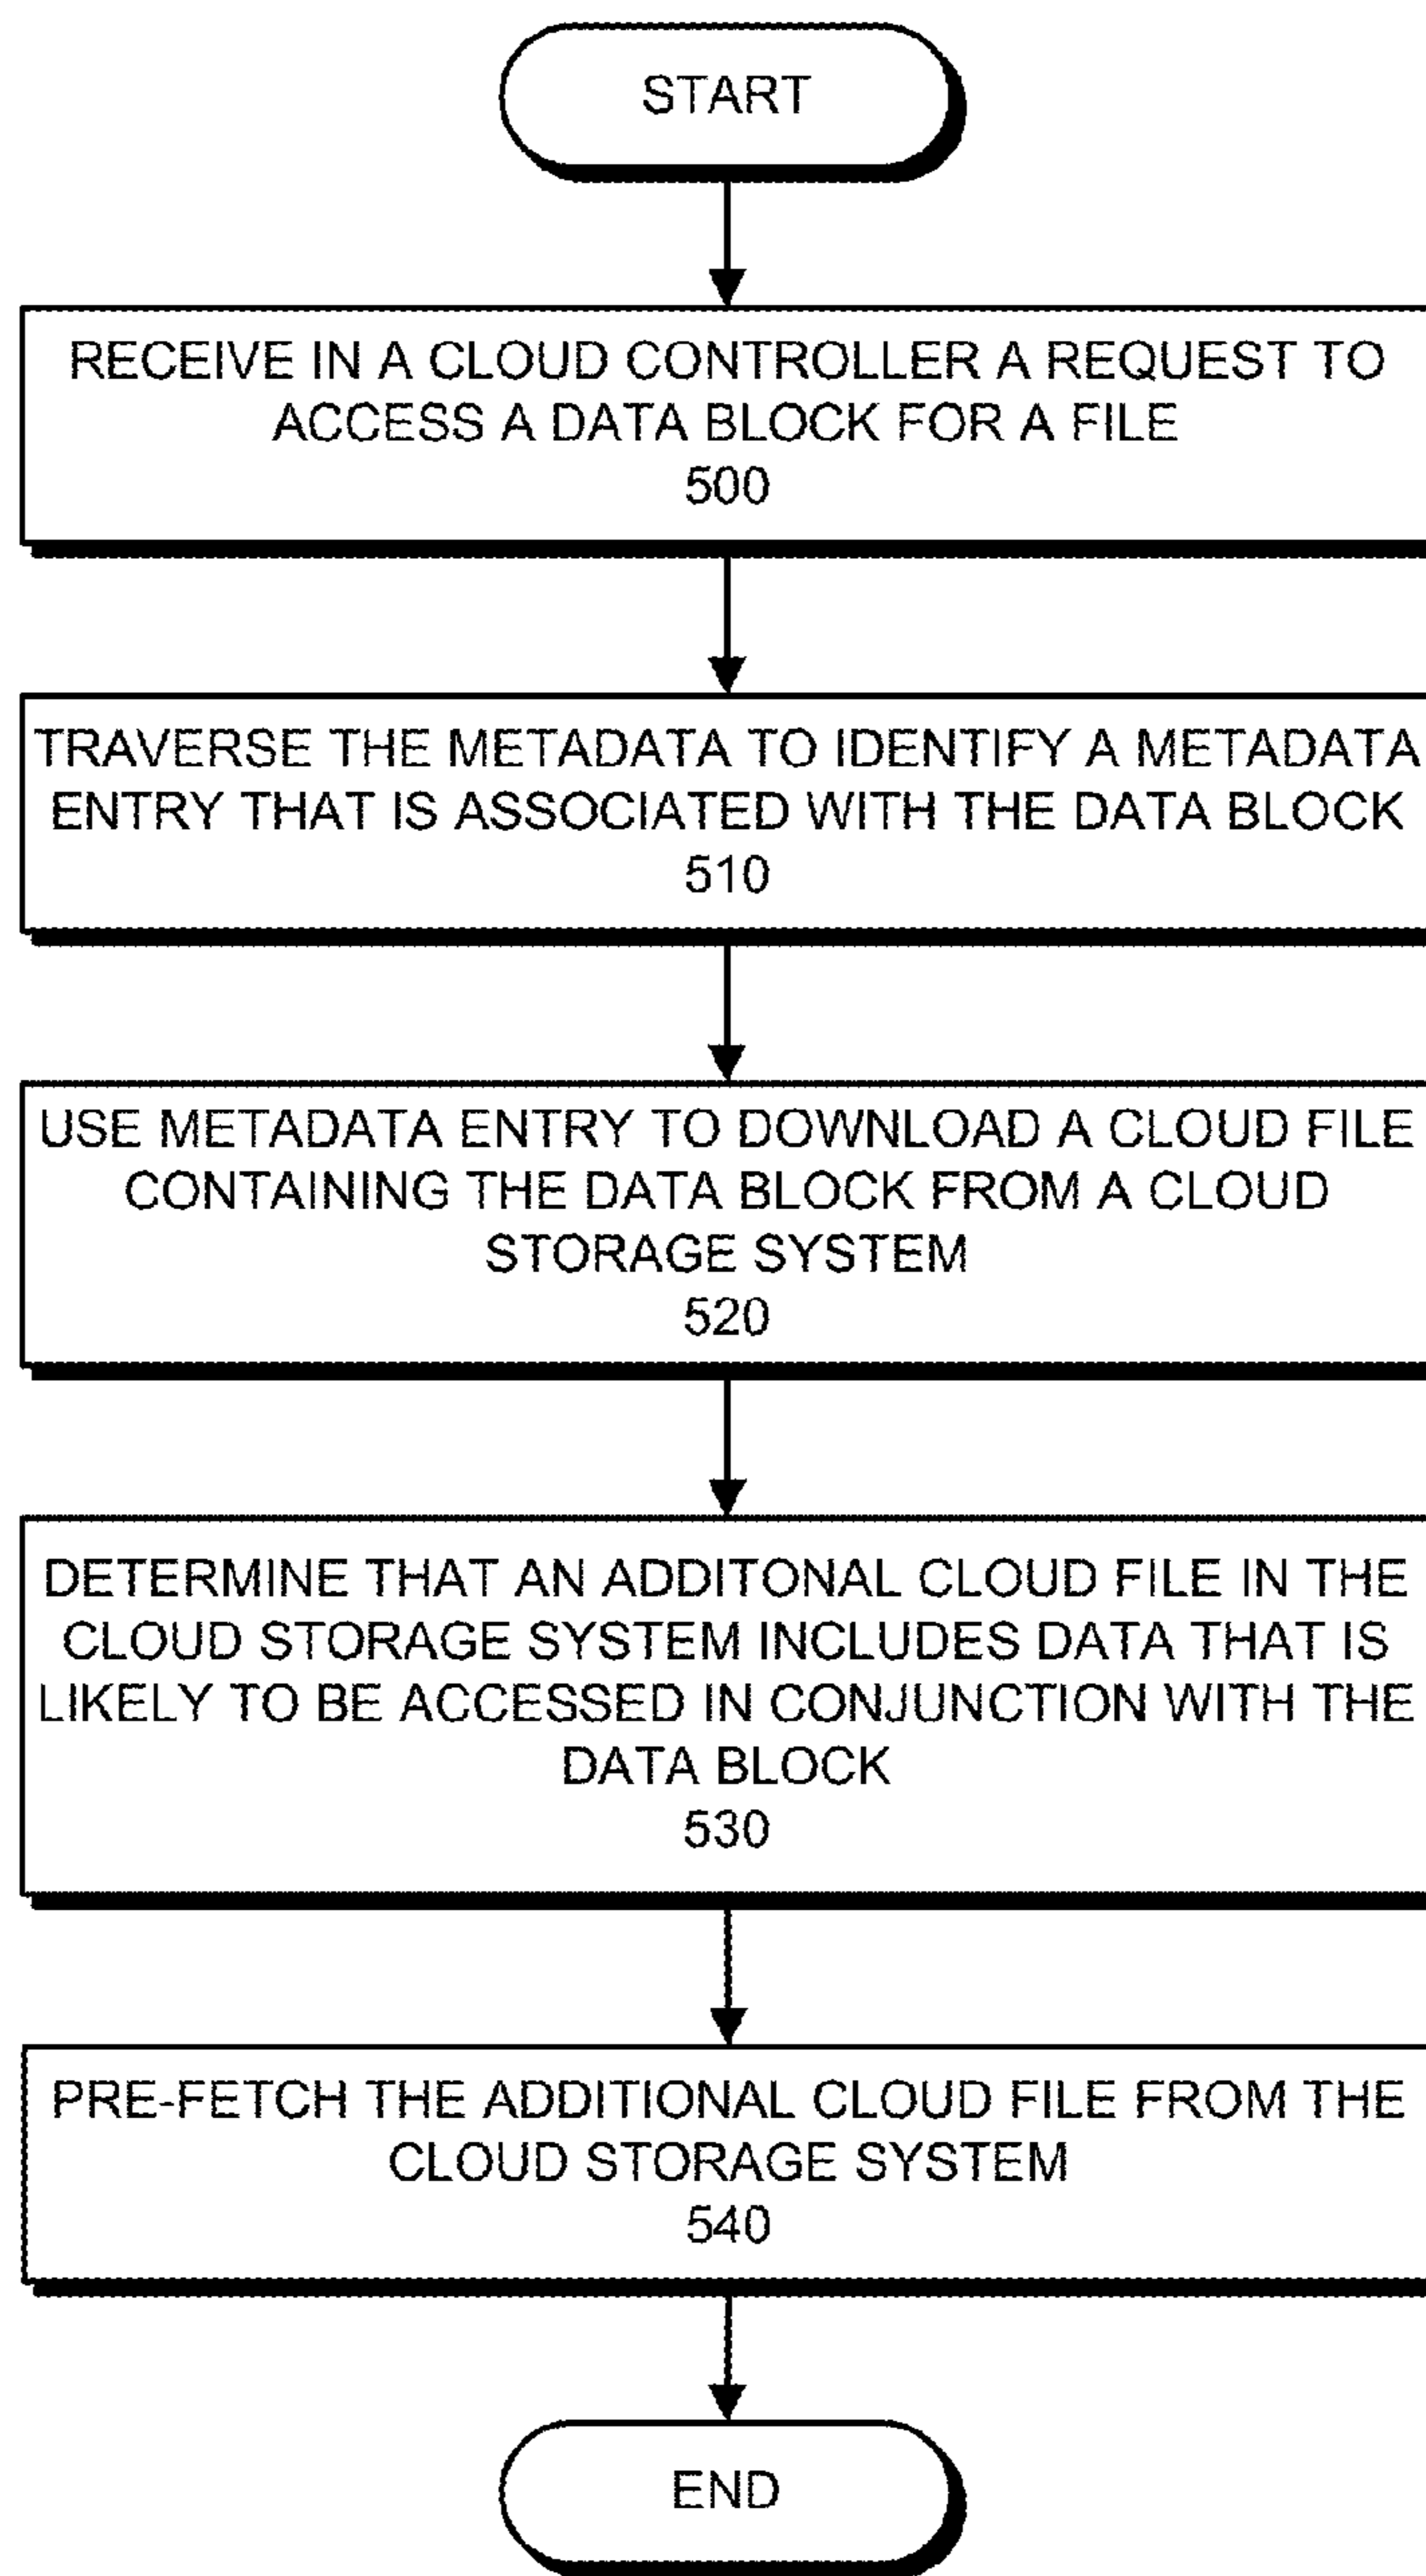 START
RECEIVE IN A CLOUD CONTROLLER A REQUEST TO
ACCESS A DATA BLOCK FOR A FILE
500
TRAVERSE THE METADATA TO IDENTIFY A METADATA
ENTRY THAT IS ASSOCIATED WITH THE DATA BLOCK
510
USE METADATA ENTRY TO DOWNLOAD A CLOUD FILE
CONTAINING THE DATA BLOCK FROM A CLOUD
STORAGE SYSTEM
520
DETERMINE THAT AN ADDITONAL CLOUD FILE IN THE
CLOUD STORAGE SYSTEM INCLUDES DATA THAT IS
LIKELY TO BE ACCESSED IN CONJUNCTION WITH THE
DATA BLOCK
530
PRE-FETCH THE ADDITIONAL CLOUD FILE FROM THE
CLOUD STORAGE SYSTEM
540
END